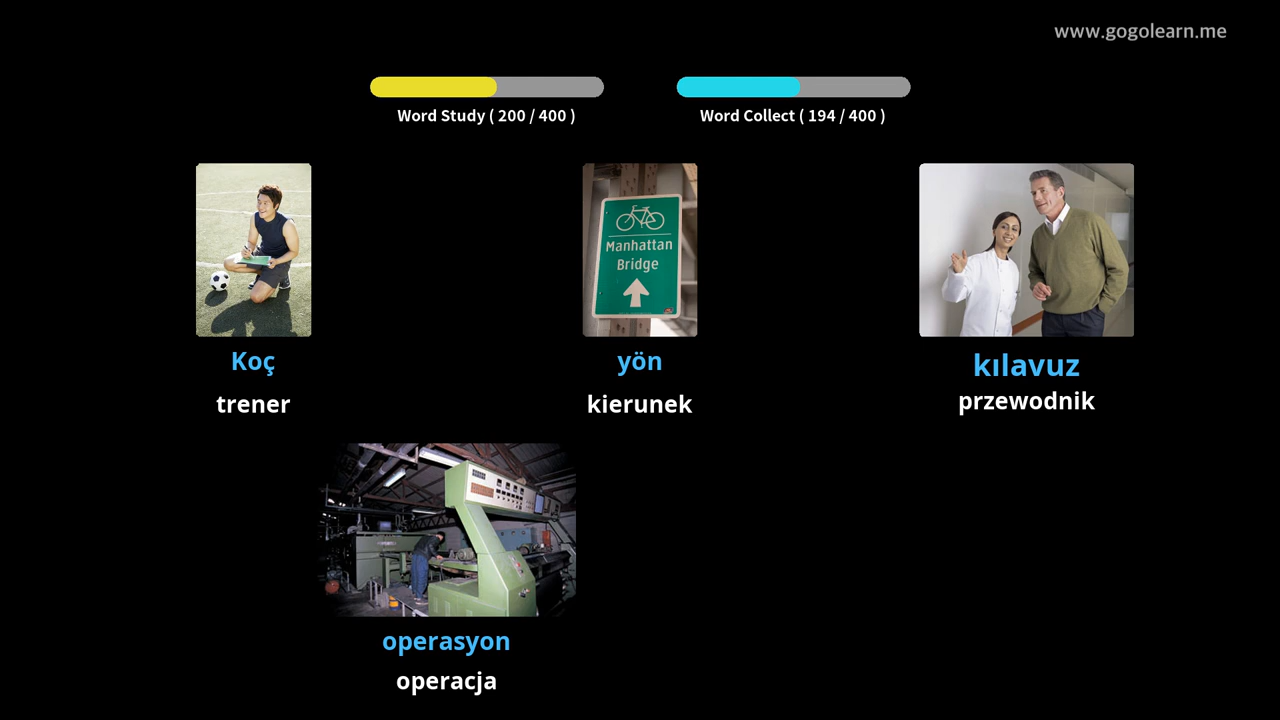 www.gogolearn.me
Word Study ( 200 / 400 )
Word Collect ( 194 / 400 )
Manhattan
Bridge
Koç
yön
kılavuz
trener
kierunek
przewodnik
operasyon
operacja